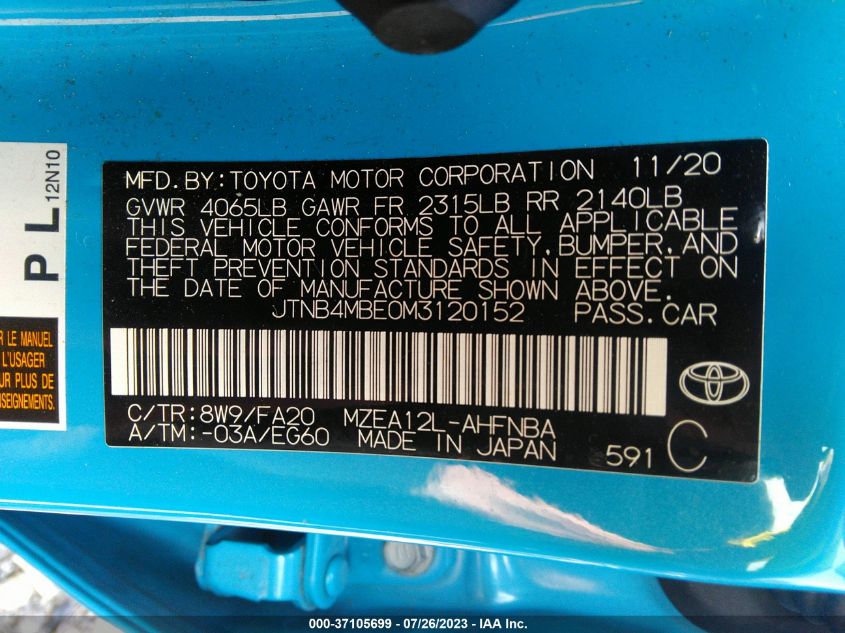 P L 12N10
R LE MANUEL
L'USAGER
R PLUS DE
SEIGNEMENTS.
MFD. BY: TOYOTA MOTOR CORPORATION 11/20
GVWR 4065LB GAWR FR 2315LB RR 2140LB
THIS VEHICLE CONFORMS TO ALL APPLICABLE
FEDERAL MOTOR VEHICLE SAFETY, BUMPER, AND
THEFT PREVENTION STANDARDS IN EFFECT ON
THE DATE OF MANUFACTURE SHOWN ABOVE.
JTNB4MBE0M3120152 PASS. CAR
C/TR: 8W9/FA20 MZEA12L-AHFNBA
A/TM: -03A/EG60 MADE IN JAPAN 591 C
000-37105699 - 07/26/2023 - IAA Inc.